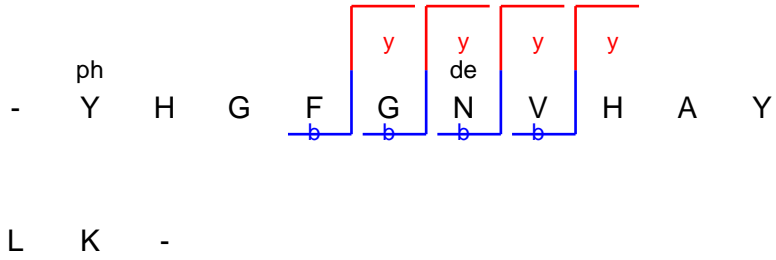 y y y y
ph de
- Y H G F G N V H A Y
b b b b
L K -